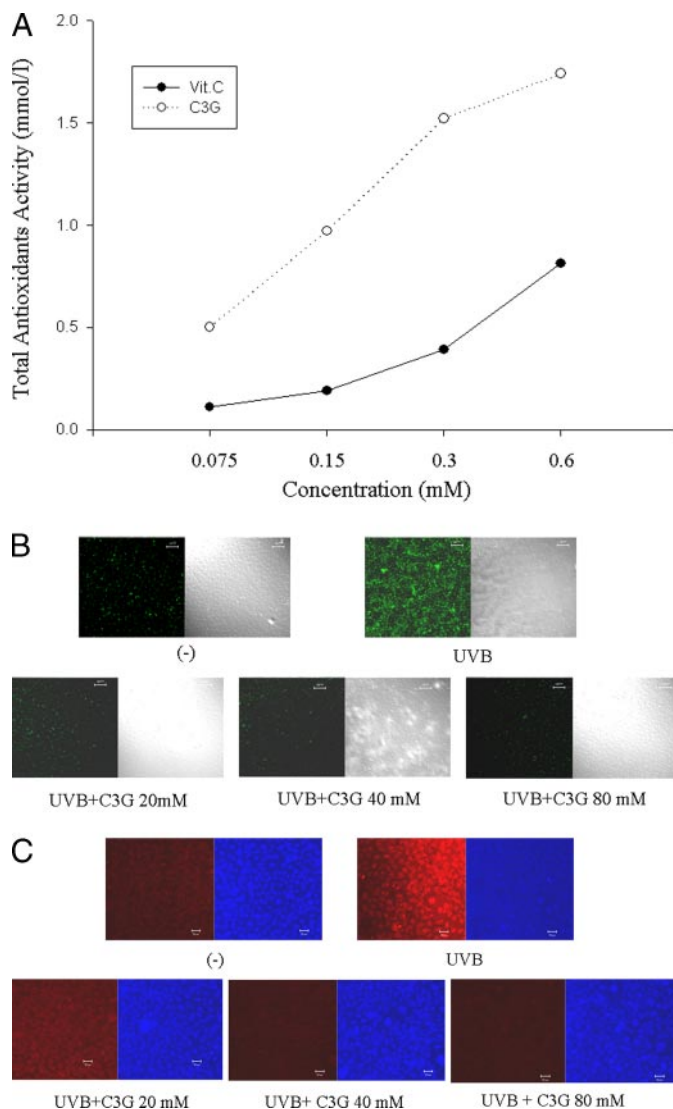 A
Total Antioxidants Activity (mmol/l)
2.0
1.5
1.0
0.5
0.0
Vit.C
C3G
0.075
0.15
0.3
0.6
Concentration (mM)
B
(-)
UVB
UVB+C3G 20mM
UVB+C3G 40 mM
UVB+C3G 80 mM
C
(-)
UVB
UVB+C3G 20 mM
UVB+ C3G 40 mM
UVB + C3G 80 mM